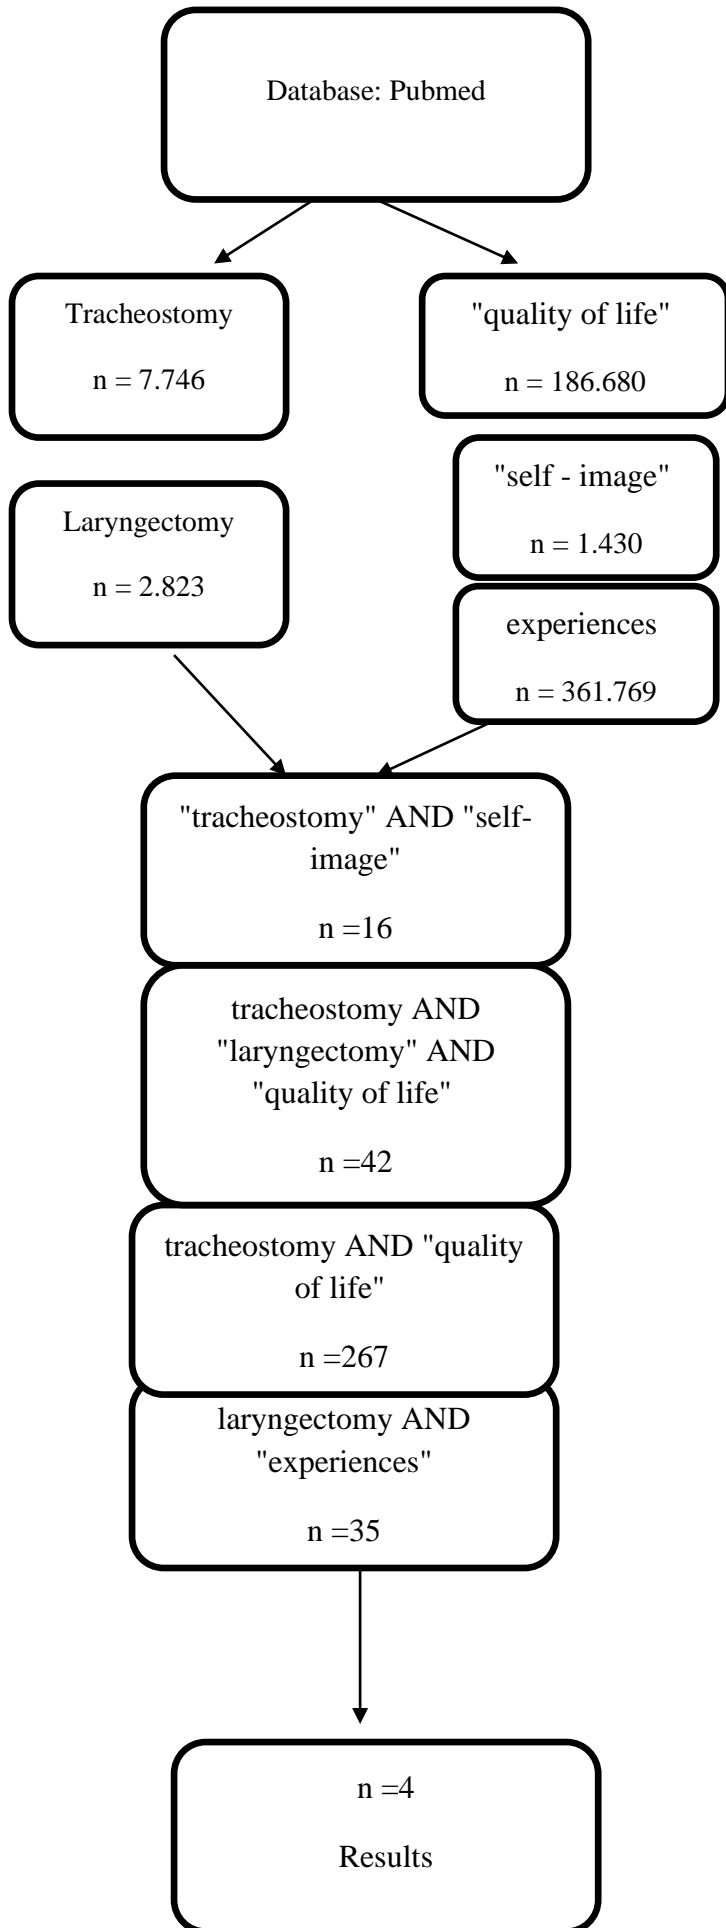 Database: Pubmed
Tracheostomy
n = 7.746
"quality of life"
n = 186.680
Laryngectomy
n = 2.823
"self - image"
n = 1.430
experiences
n = 361.769
"tracheostomy" AND "self-
image"
n =16
tracheostomy AND
"laryngectomy" AND
"quality of life"
n =42
tracheostomy AND "quality
of life"
n =267
laryngectomy AND
"experiences"
n =35
n =4
Results